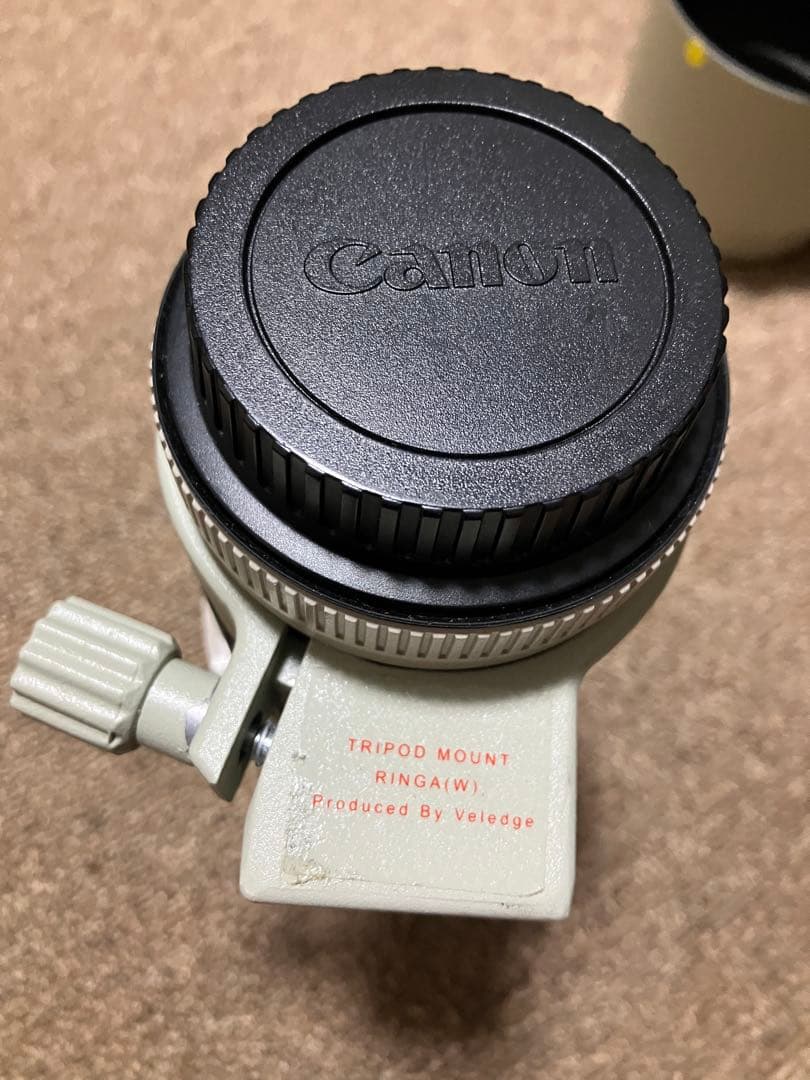 Canon
TRIPOD MOUNT
RINGA(W)
Produced By Veledge